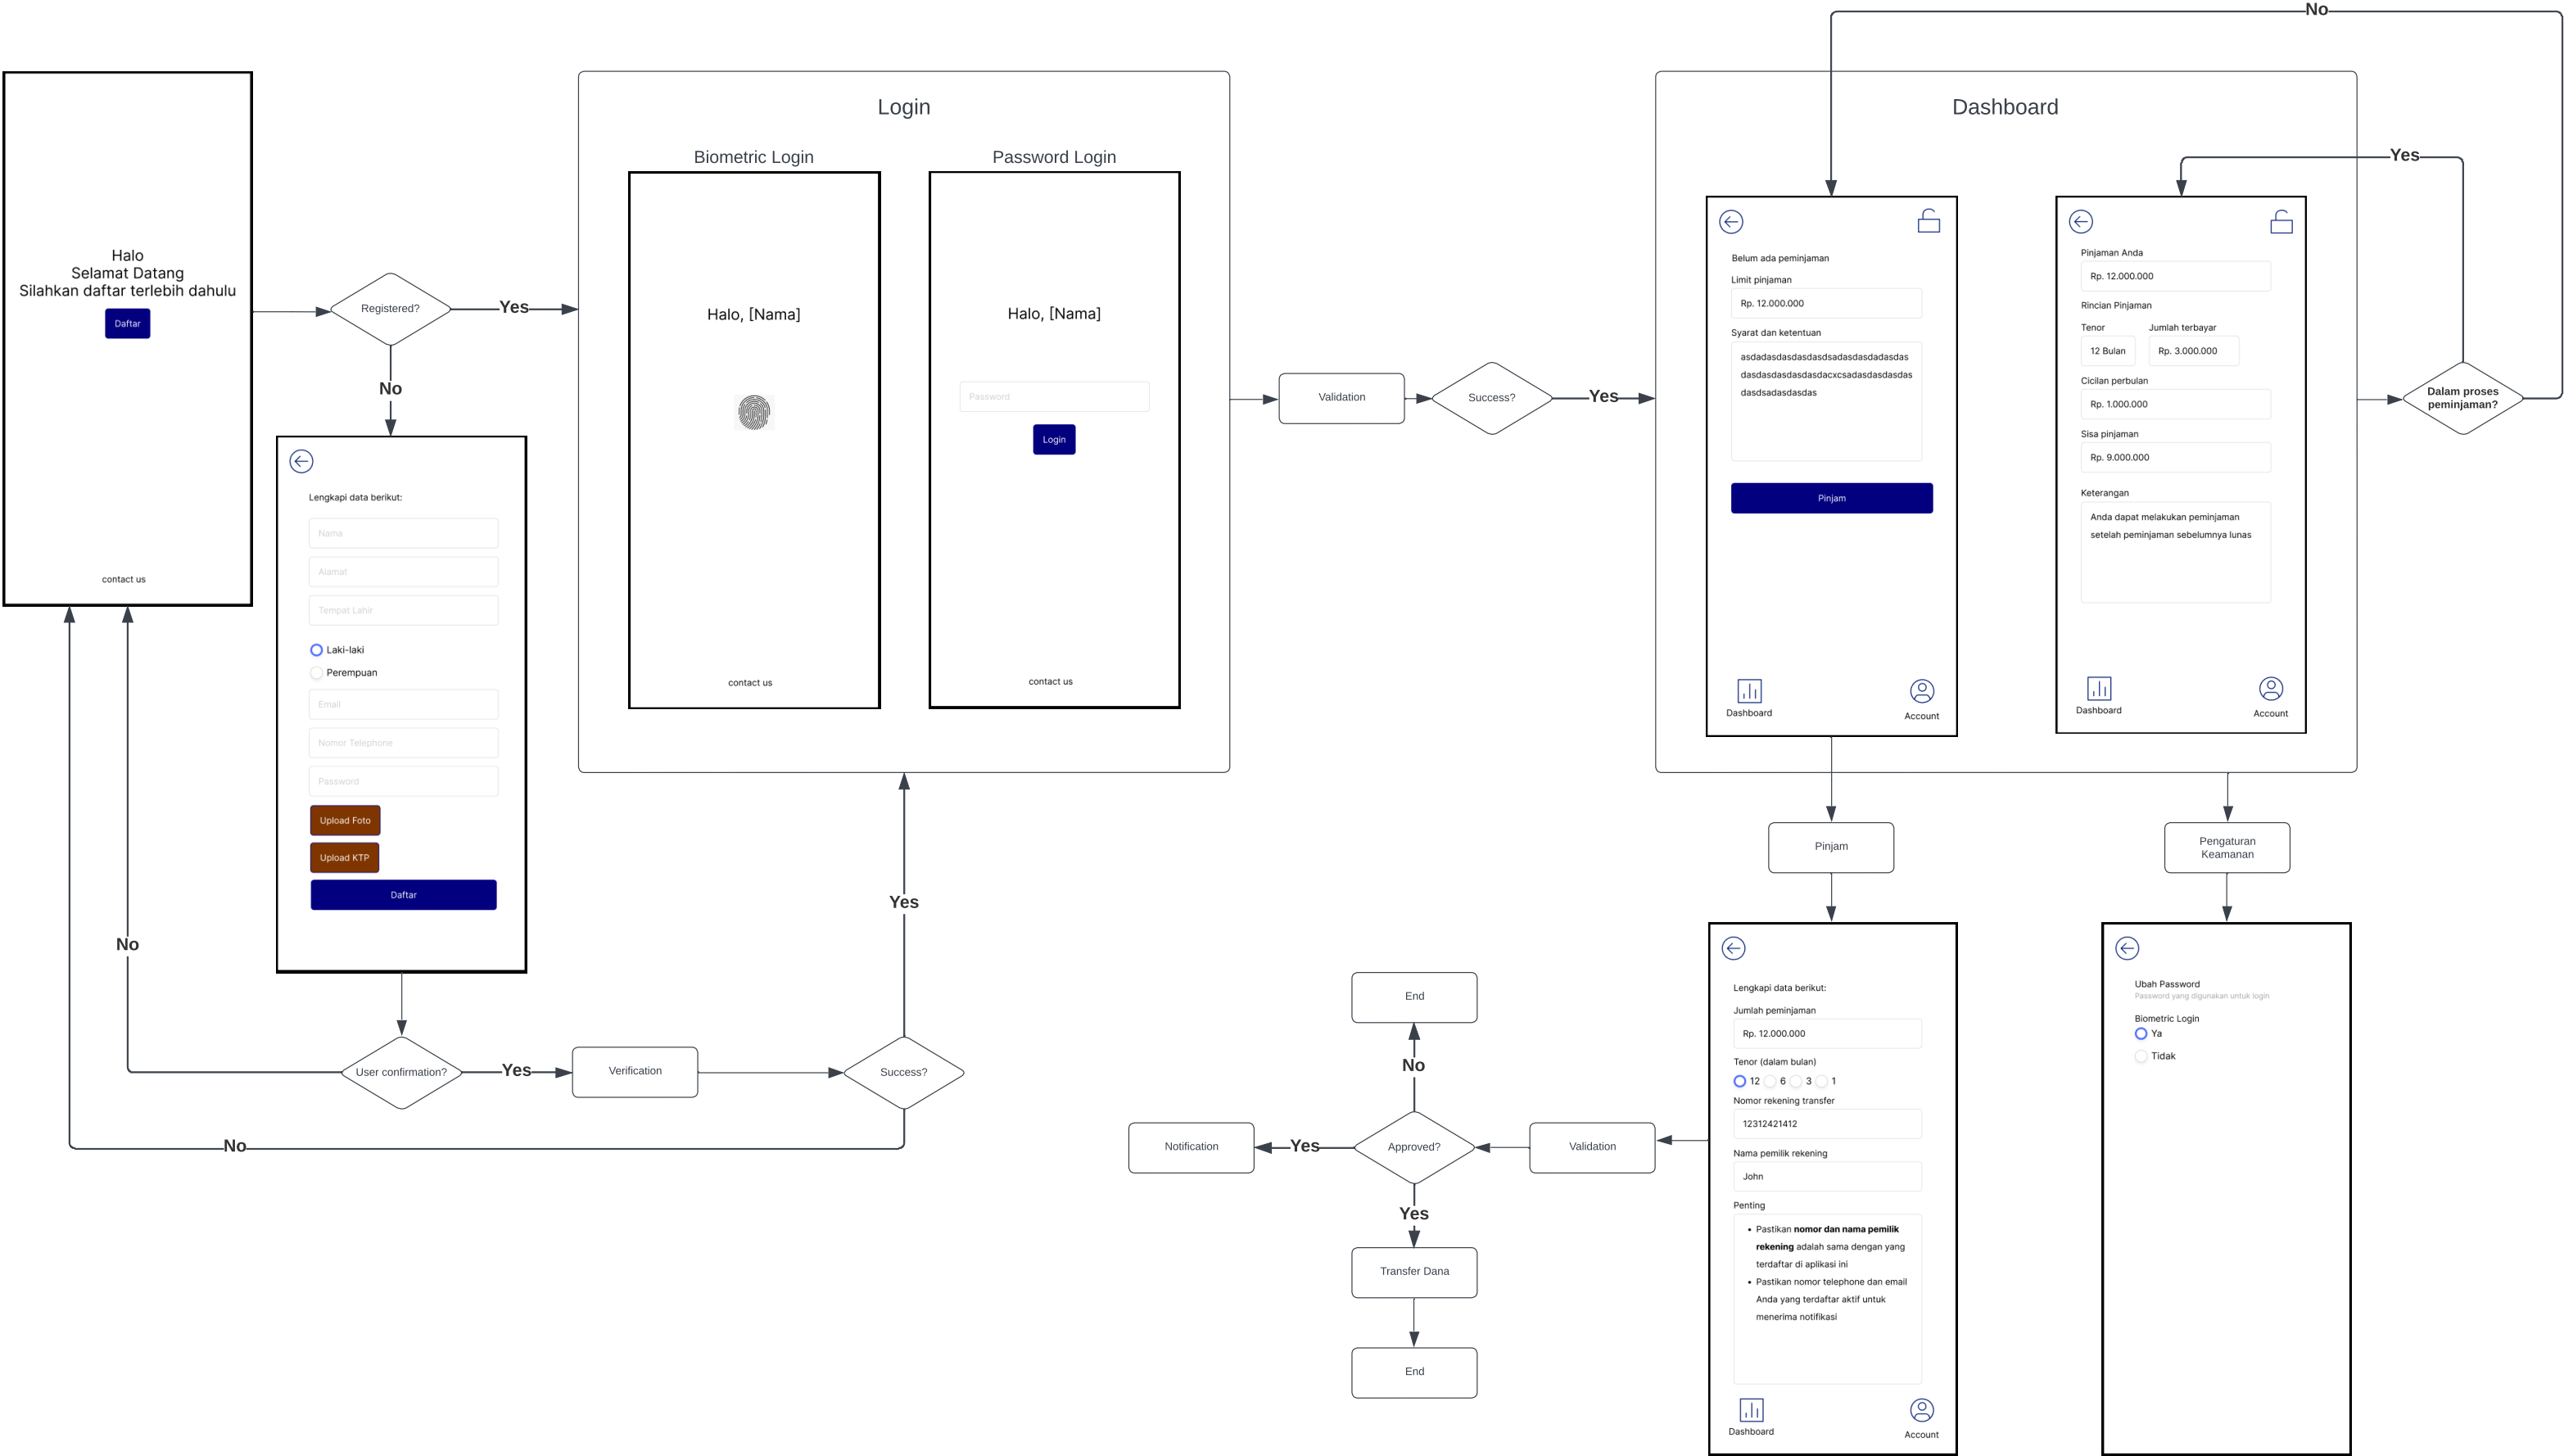 No
Login
Dashboard
Biometric Login
Password Login
Yes
Halo
Selamat Datang
Silahkan daftar terlebih dahulu
Daftar
contact us
Registered?
Yes
No
Halo, [Nama]
contact us
Halo, [Nama]
Password
Login
contact us
Validation
Success?
Yes
Belum ada peminjaman
Limit pinjaman
Rp. 12.000.000
Syarat dan ketentuan
asdadasdasdasdasdsadasdasdadasdas
dasdasdasdasdasdacxcsadasdasdasdas
dasdsadasdasdas
Pinjam
Dashboard
Account
Pinjaman Anda
Rp. 12.000.000
Rincian Pinjaman
Tenor
Jumlah terbayar
12 Bulan
Rp. 3.000.000
Cicilan perbulan
Rp. 1.000.000
Sisa pinjaman
Rp. 9.000.000
Keterangan
Anda dapat melakukan peminjaman
setelah peminjaman sebelumnya lunas
Dashboard
Account
Dalam proses
peminjaman?
Lengkapi data berikut:
Nama
Alamat
Tempat Lahir
Laki-laki
Perempuan
Email
Nomor Telephone
Password
Upload Foto
Upload KTP
Daftar
No
User confirmation?
Yes
Verification
Success?
Yes
No
Pinjam
Pengaturan
Keamanan
Lengkapi data berikut:
Jumlah peminjaman
Rp. 12.000.000
Tenor (dalam bulan)
12 6 3 1
Nomor rekening transfer
12312421412
Nama pemilik rekening
John
Penting
• Pastikan nomor dan nama pemilik
rekening adalah sama dengan yang
terdaftar di aplikasi ini
• Pastikan nomor telephone dan email
Anda yang terdaftar aktif untuk
menerima notifikasi
Dashboard
Account
Ubah Password
Password yang digunakan untuk login
Biometric Login
Ya
Tidak
End
No
Notification
Yes
Approved?
Validation
Yes
Transfer Dana
End